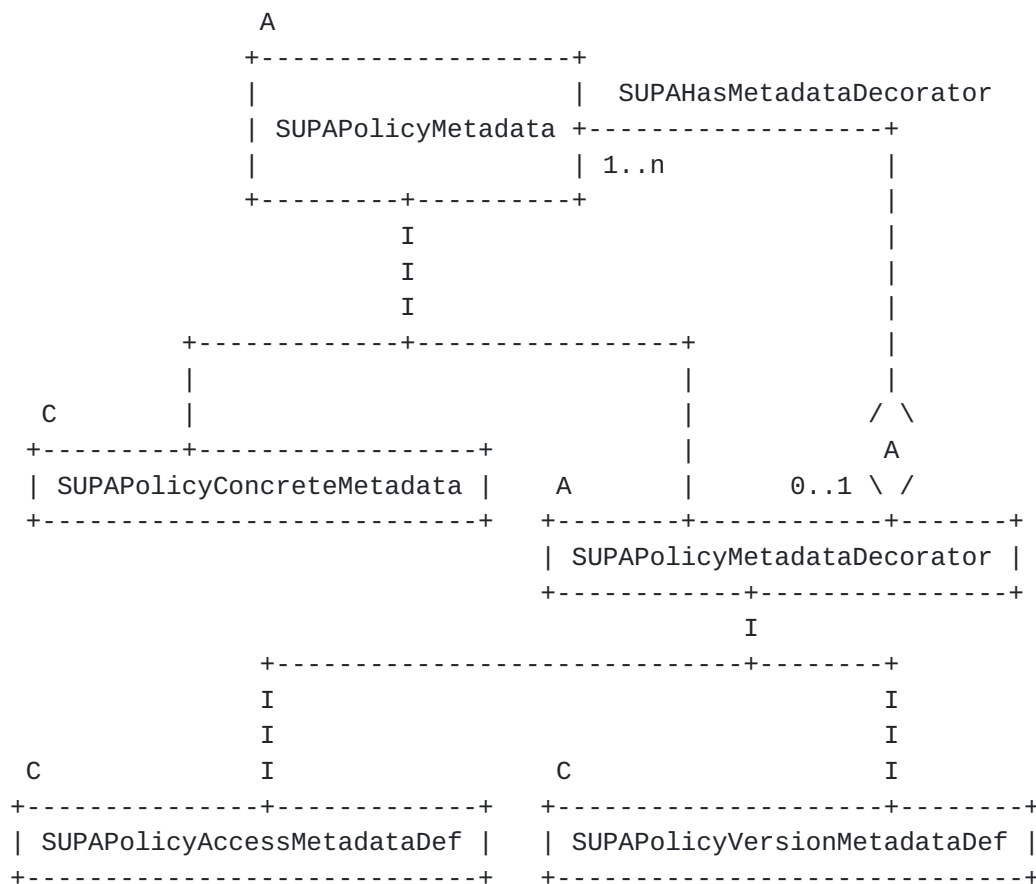 A
SUPAHasMetadataDecorator
SUPAPolicyMetadata
1..n
I
I
I
C
A
SUPAPolicyConcreteMetadata
A
0..1
SUPAPolicyMetadataDecorator
I
I I
I I
C I C I
SUPAPolicyAccessMetadataDef
SUPAPolicyVersionMetadataDef